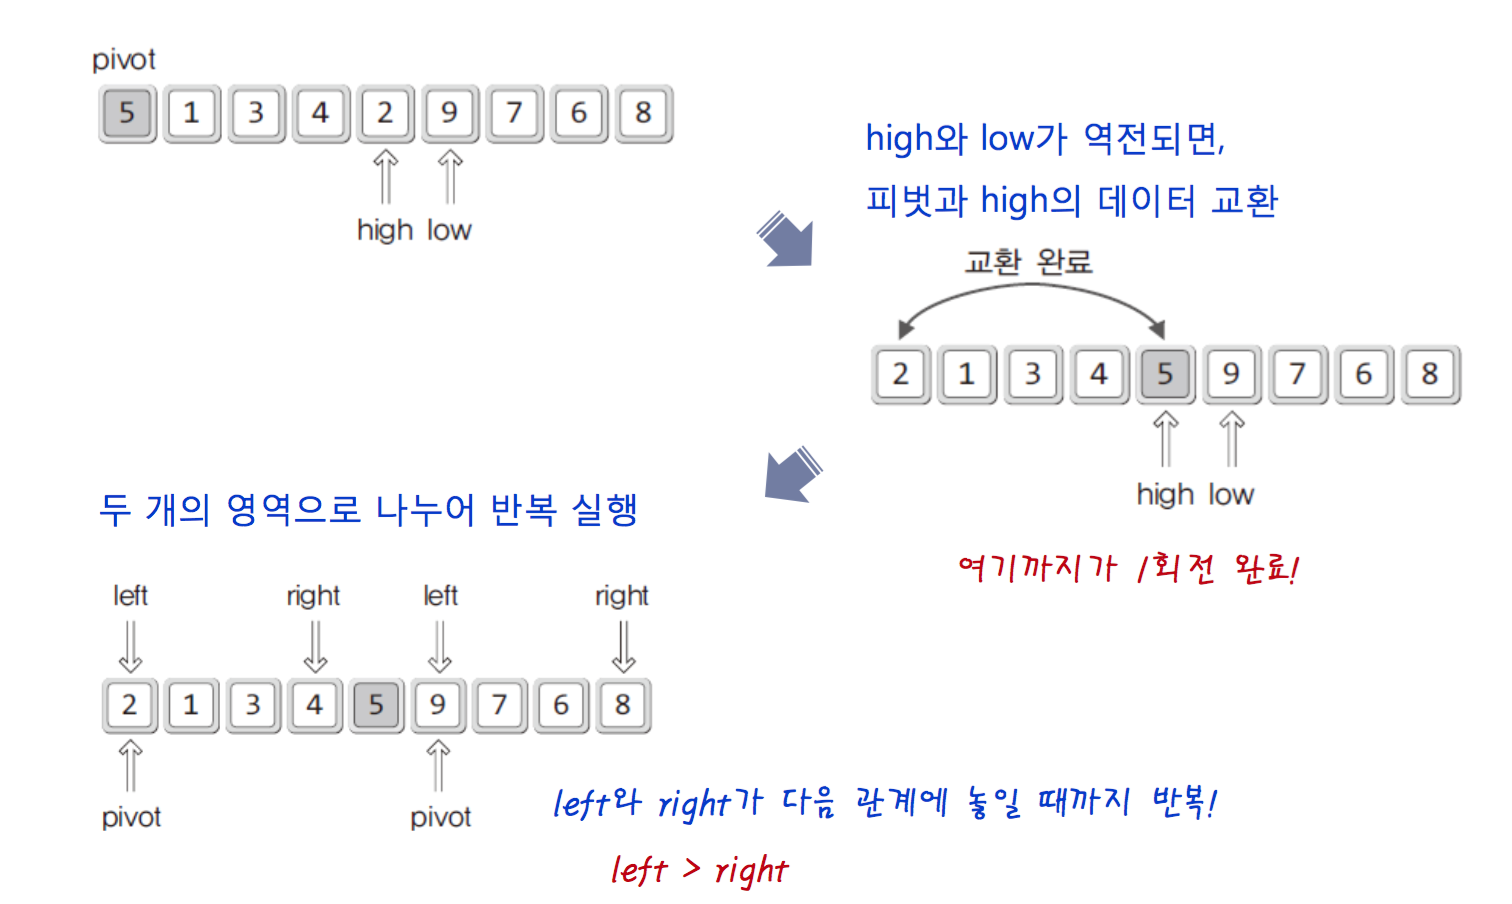 pivot
5 1 3 4 2 9 7 6 8
high low
high와 low가 역전되면,
피벗과 high의 데이터 교환
교환 완료
2 1 3 4 5 9 7 6 8
high low
여기까지가 1회전 완료!
두 개의 영역으로 나누어 반복 실행
left right left right
2 1 3 4 5 9 7 6 8
pivot pivot
left와 right가 다음 관계에 놓일 때까지 반복!
left > right